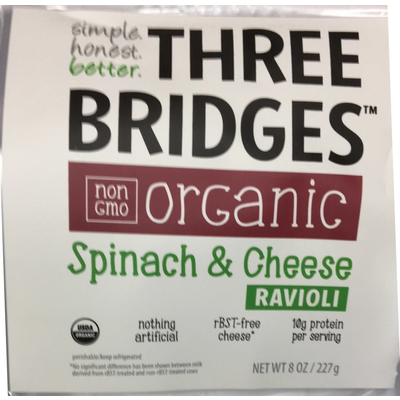 simple.
honest.
better.
THREE
BRIDGES™
non
GMO
organic
Spinach & Cheese
RAVIOLI
USDA
ORGANIC
nothing
artificial
rBST-free
cheese*
10g protein
per serving
perishable/keep refrigerated
*No significant difference has been shown between milk
derived from rBST-treated and non-rBST treated cows
NET WT 8 OZ / 227g